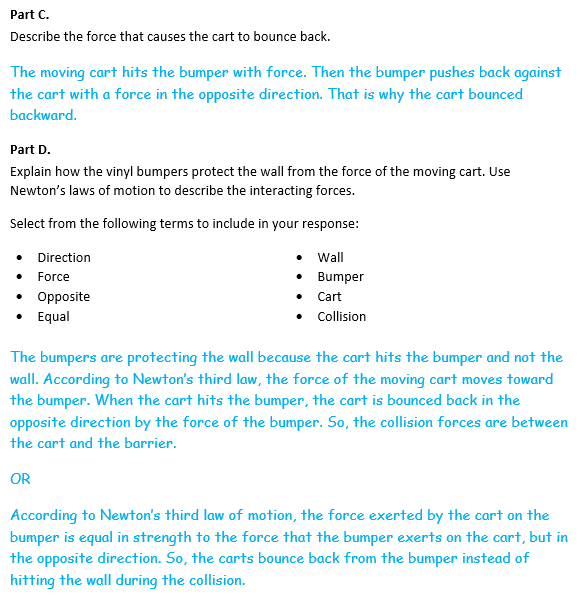 Part C.
Describe the force that causes the cart to bounce back.
The moving cart hits the bumper with force. Then the bumper pushes back against
the cart with a force in the opposite direction. That is why the cart bounced
backward.
Part D.
Explain how the vinyl bumpers protect the wall from the force of the moving cart. Use
Newton's laws of motion to describe the interacting forces.
Select from the following terms to include in your response:
• Direction
• Force
• Opposite
• Equal
• Wall
• Bumper
• Cart
• Collision
The bumpers are protecting the wall because the cart hits the bumper and not the
wall. According to Newton's third law, the force of the moving cart moves toward
the bumper. When the cart hits the bumper, the cart is bounced back in the
opposite direction by the force of the bumper. So, the collision forces are between
the cart and the barrier.
OR
According to Newton's third law of motion, the force exerted by the cart on the
bumper is equal in strength to the force that the bumper exerts on the cart, but in
the opposite direction. So, the carts bounce back from the bumper instead of
hitting the wall during the collision.